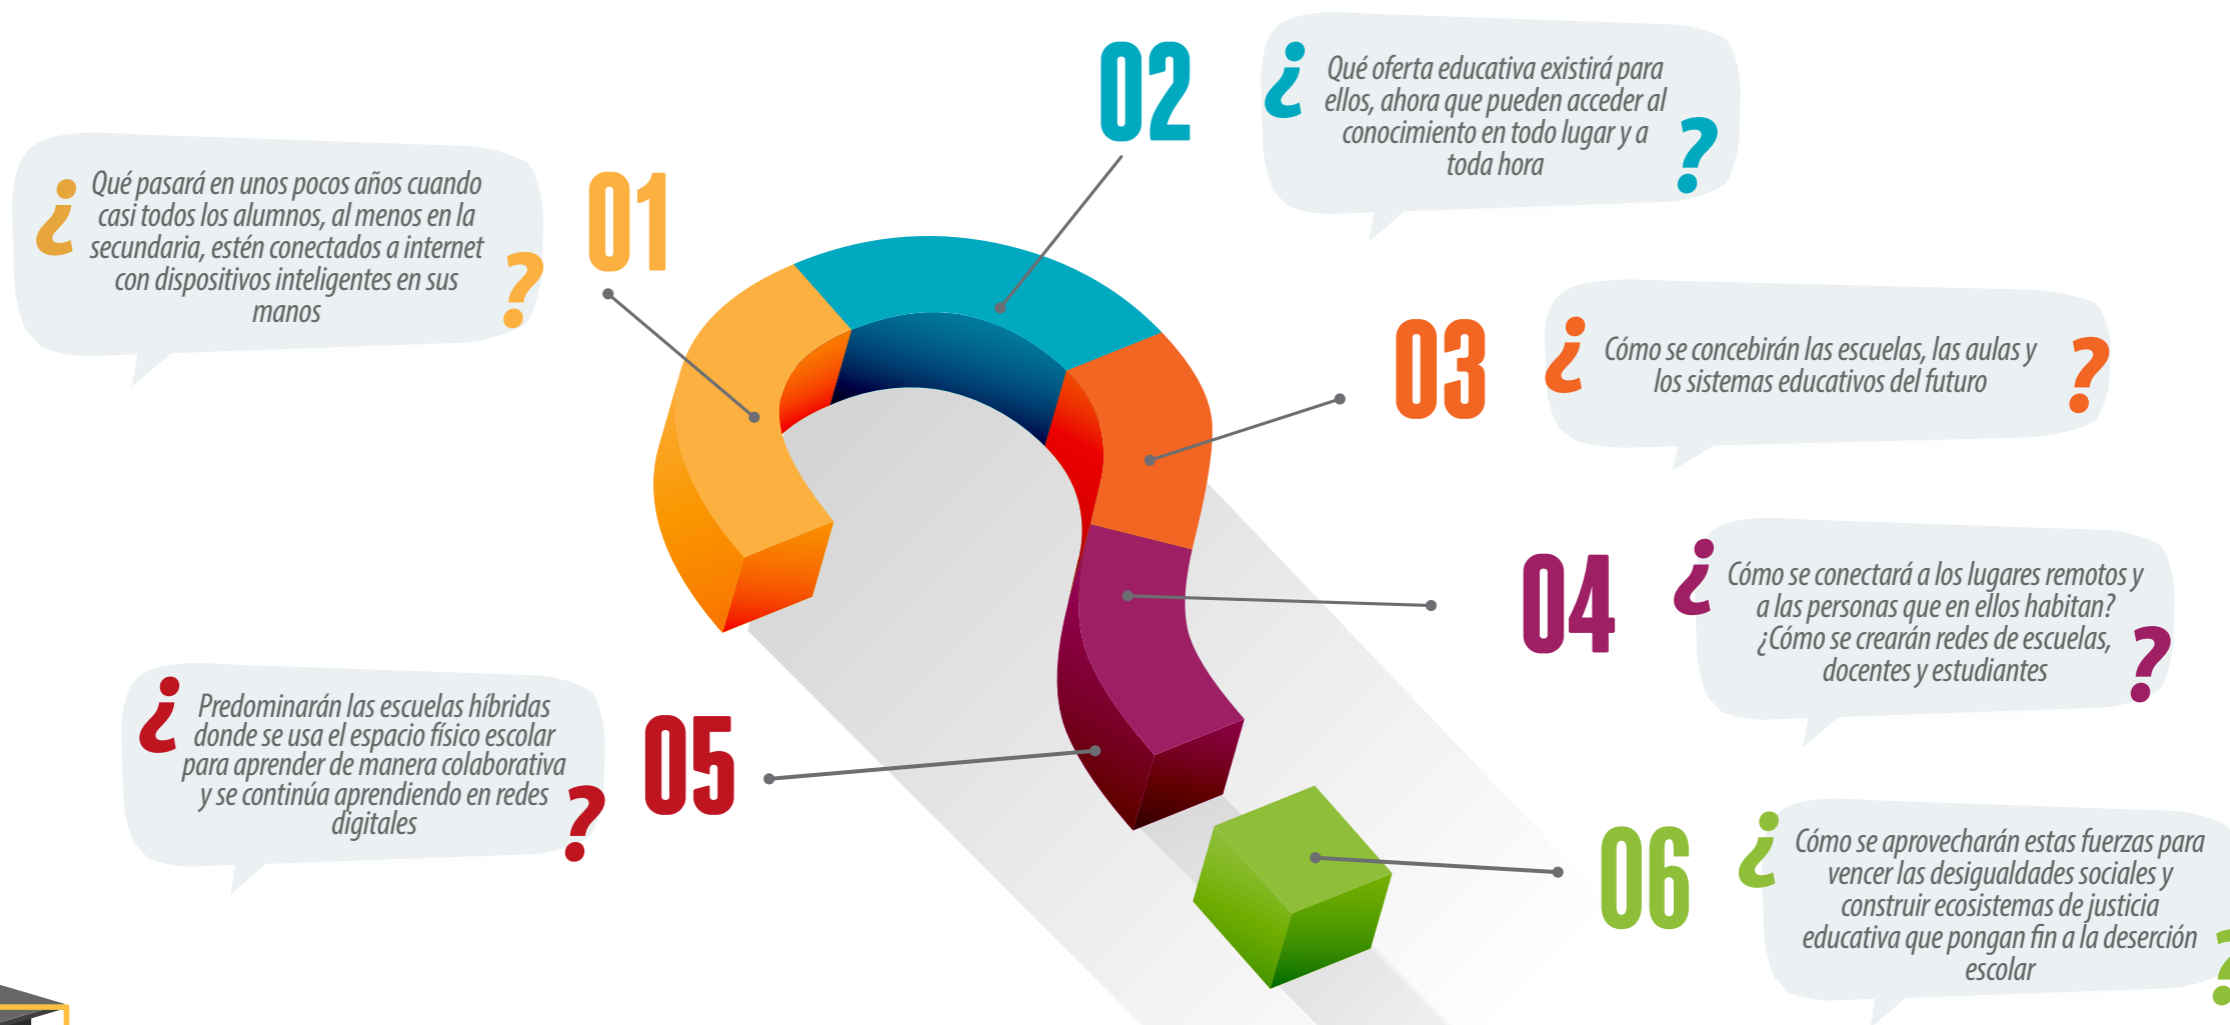 01
¿Qué pasará en unos pocos años cuando
casi todos los alumnos, al menos en la
secundaria, estén conectados a internet
con dispositivos inteligentes en sus
manos?
02
¿Qué oferta educativa existirá para
ellos, ahora que pueden acceder al
conocimiento en todo lugar y a
toda hora?
03
¿Cómo se concebirán las escuelas, las aulas y
los sistemas educativos del futuro?
04
¿Cómo se conectará a los lugares remotos y
a las personas que en ellos habitan?
¿Cómo se crearán redes de escuelas,
docentes y estudiantes?
05
¿Predominarán las escuelas híbridas
donde se usa el espacio físico escolar
para aprender de manera colaborativa
y se continúa aprendiendo en redes
digitales?
06
¿Cómo se aprovecharán estas fuerzas para
vencer las desigualdades sociales y
construir ecosistemas de justicia
educativa que pongan fin a la deserción
escolar?